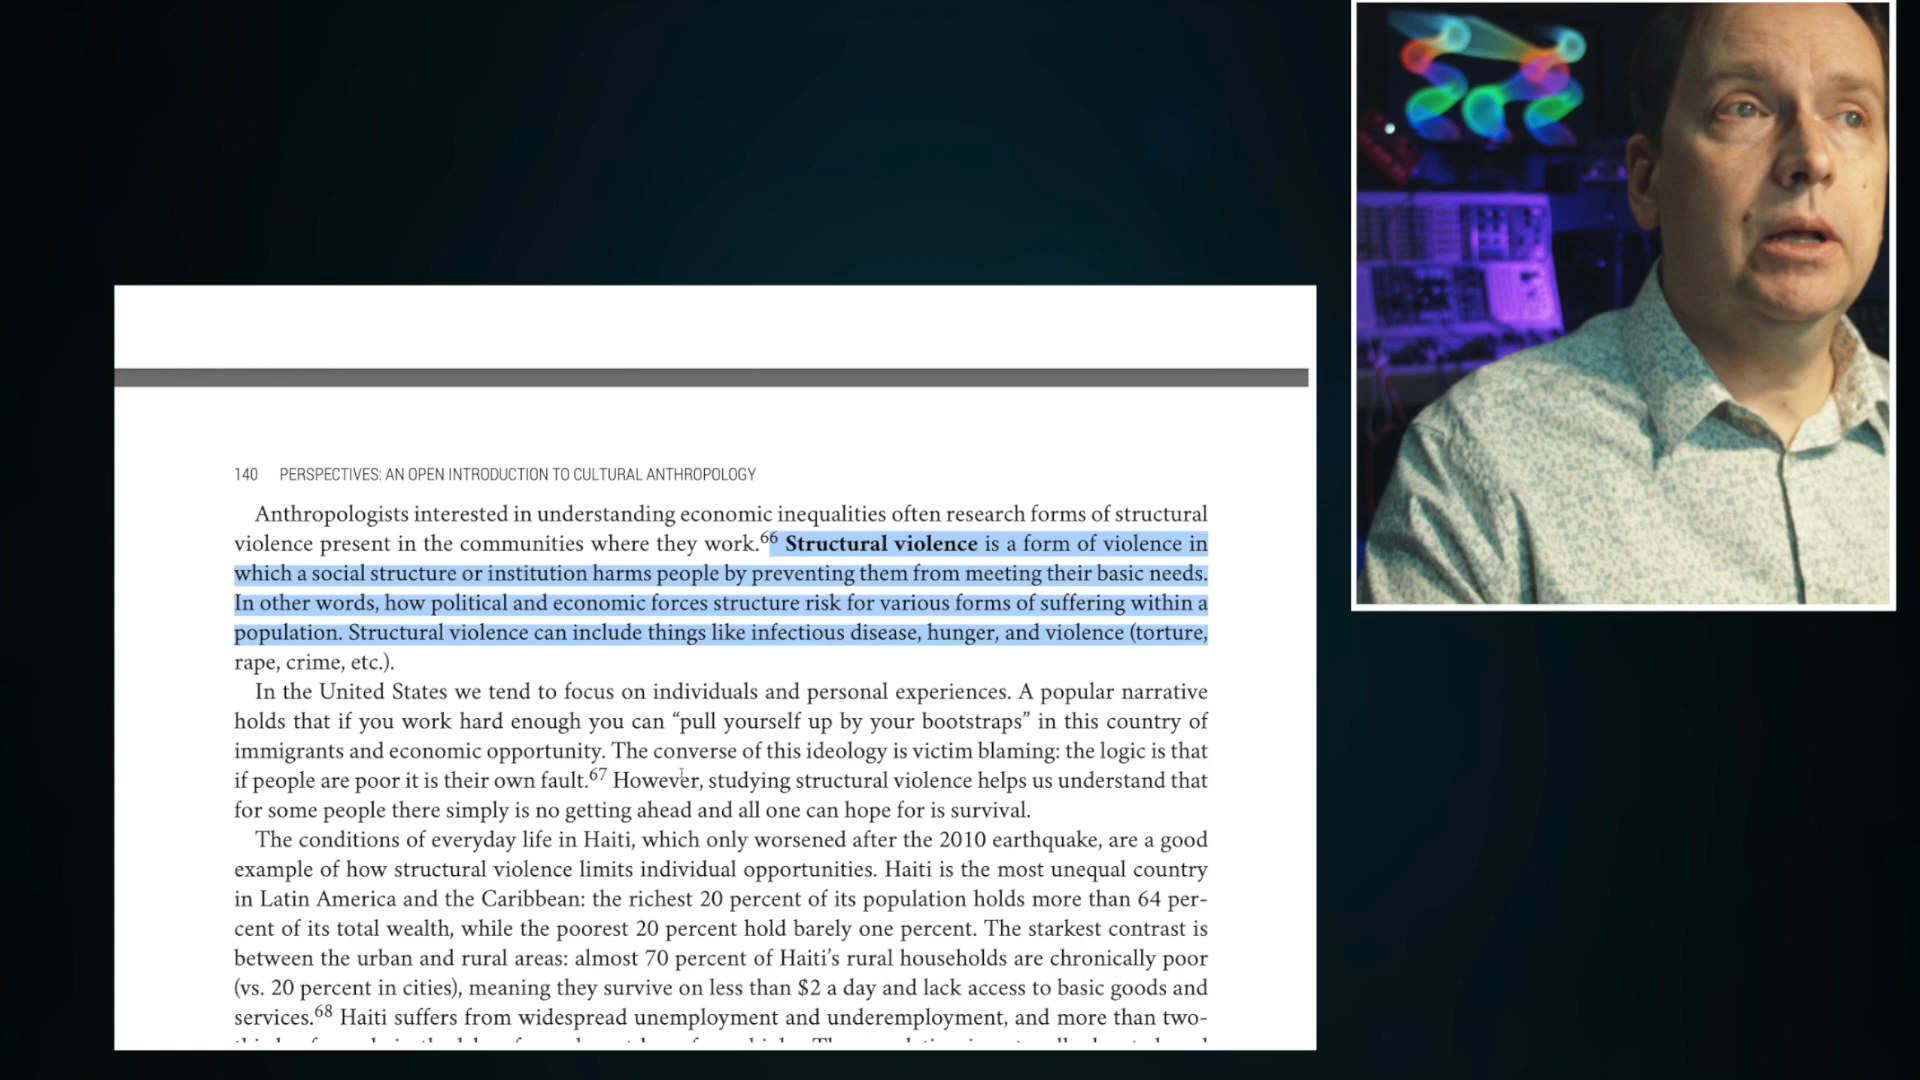 140 PERSPECTIVES: AN OPEN INTRODUCTION TO CULTURAL ANTHROPOLOGY
Anthropologists interested in understanding economic inequalities often research forms of structural
violence present in the communities where they work.66 Structural violence is a form of violence in
which a social structure or institution harms people by preventing them from meeting their basic needs.
In other words, how political and economic forces structure risk for various forms of suffering within a
population. Structural violence can include things like infectious disease, hunger, and violence (torture,
rape, crime, etc.).
In the United States we tend to focus on individuals and personal experiences. A popular narrative
holds that if you work hard enough you can “pull yourself up by your bootstraps” in this country of
immigrants and economic opportunity. The converse of this ideology is victim blaming: the logic is that
if people are poor it is their own fault.67 However, studying structural violence helps us understand that
for some people there simply is no getting ahead and all one can hope for is survival.
The conditions of everyday life in Haiti, which only worsened after the 2010 earthquake, are a good
example of how structural violence limits individual opportunities. Haiti is the most unequal country
in Latin America and the Caribbean: the richest 20 percent of its population holds more than 64 per-
cent of its total wealth, while the poorest 20 percent hold barely one percent. The starkest contrast is
between the urban and rural areas: almost 70 percent of Haiti’s rural households are chronically poor
(vs. 20 percent in cities), meaning they survive on less than $2 a day and lack access to basic goods and
services.68 Haiti suffers from widespread unemployment and underemployment, and more than two-